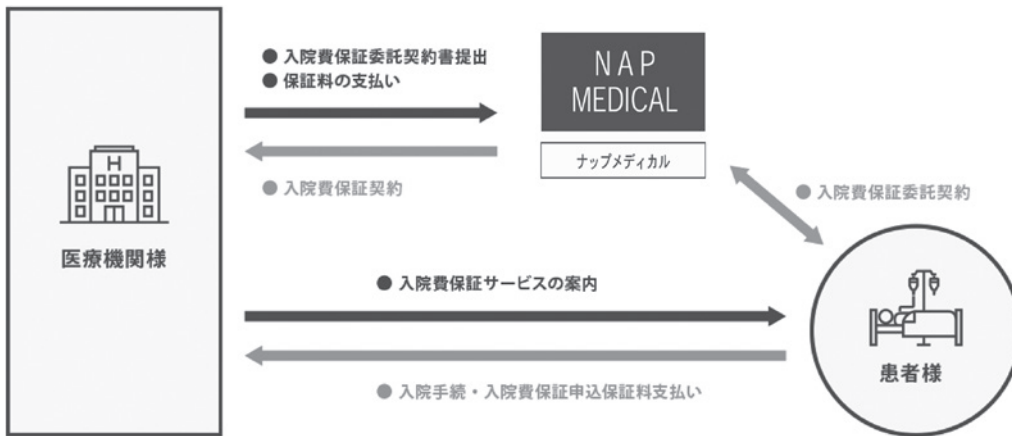 ● 入院費保証委託契約書提出
● 保証料の支払い
NAP
MEDICAL
ナップメディカル
● 入院費保証契約
● 入院費保証委託契約
H
医療機関様
● 入院費保証サービスの案内
● 入院手続・入院費保証申込保証料支払い
患者様